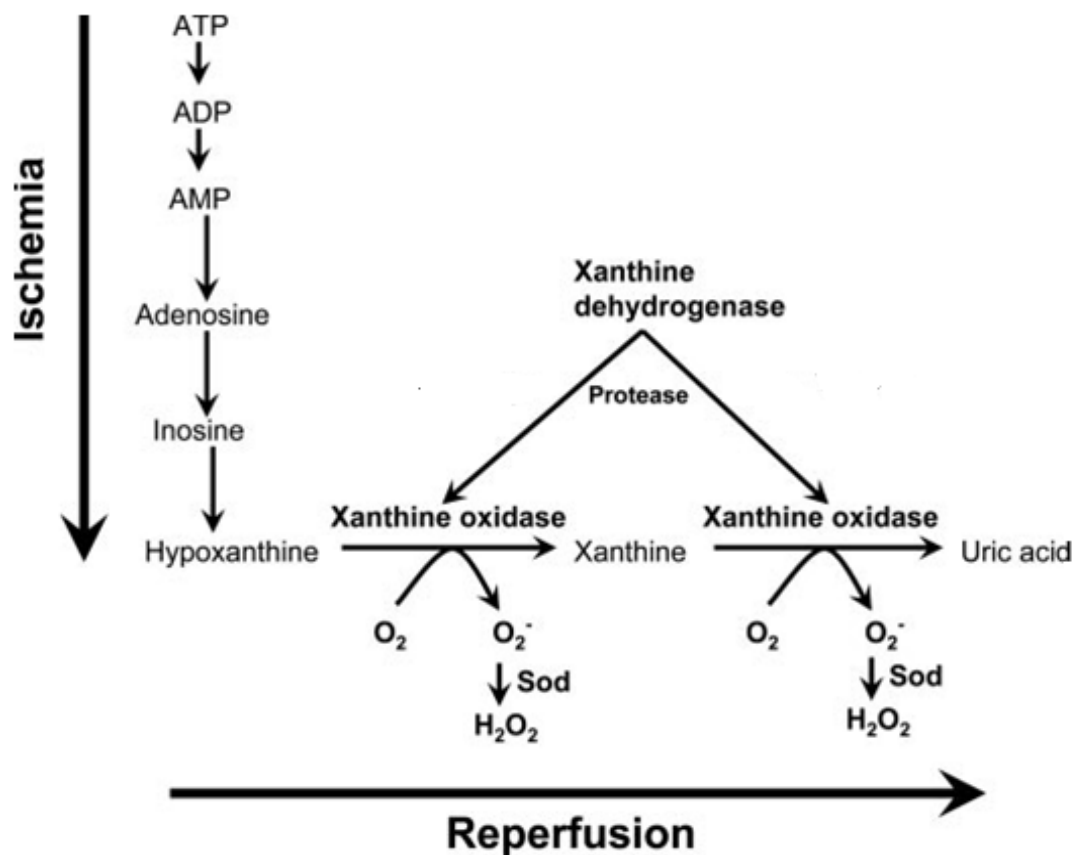 ATP
ADP
AMP
Ischemia
Adenosine
Inosine
Hypoxanthine
Xanthine
dehydrogenase
Protease
Xanthine oxidase
Xanthine oxidase
Xanthine
Uric acid
O₂
O₂⁻
Sod
H₂O₂
O₂
O₂⁻
Sod
H₂O₂
Reperfusion